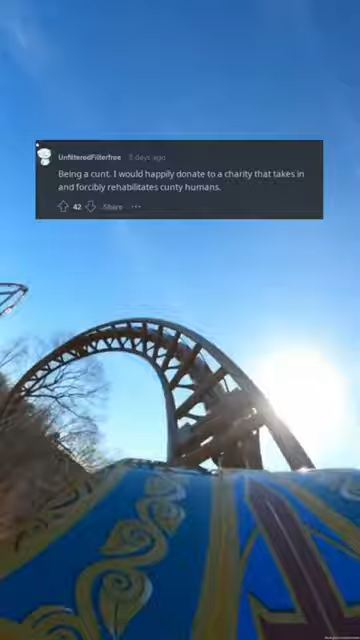 UnfilteredFilterfree 5 days ago
Being a cunt. I would happily donate to a charity that takes in
and forcibly rehabilitates cunty humans.
42 Share ...